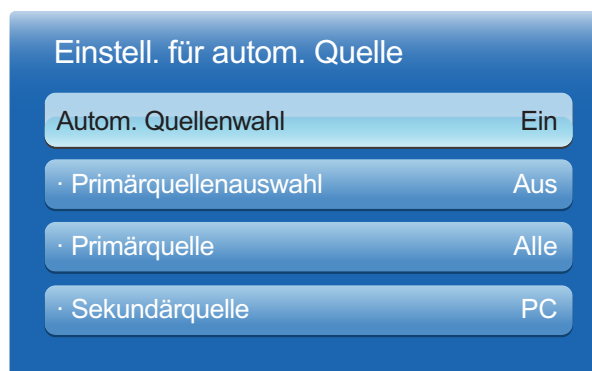 Einstell. für autom. Quelle
Autom. Quellenwahl Ein
· Primärquellenauswahl Aus
· Primärquelle Alle
· Sekundärquelle PC